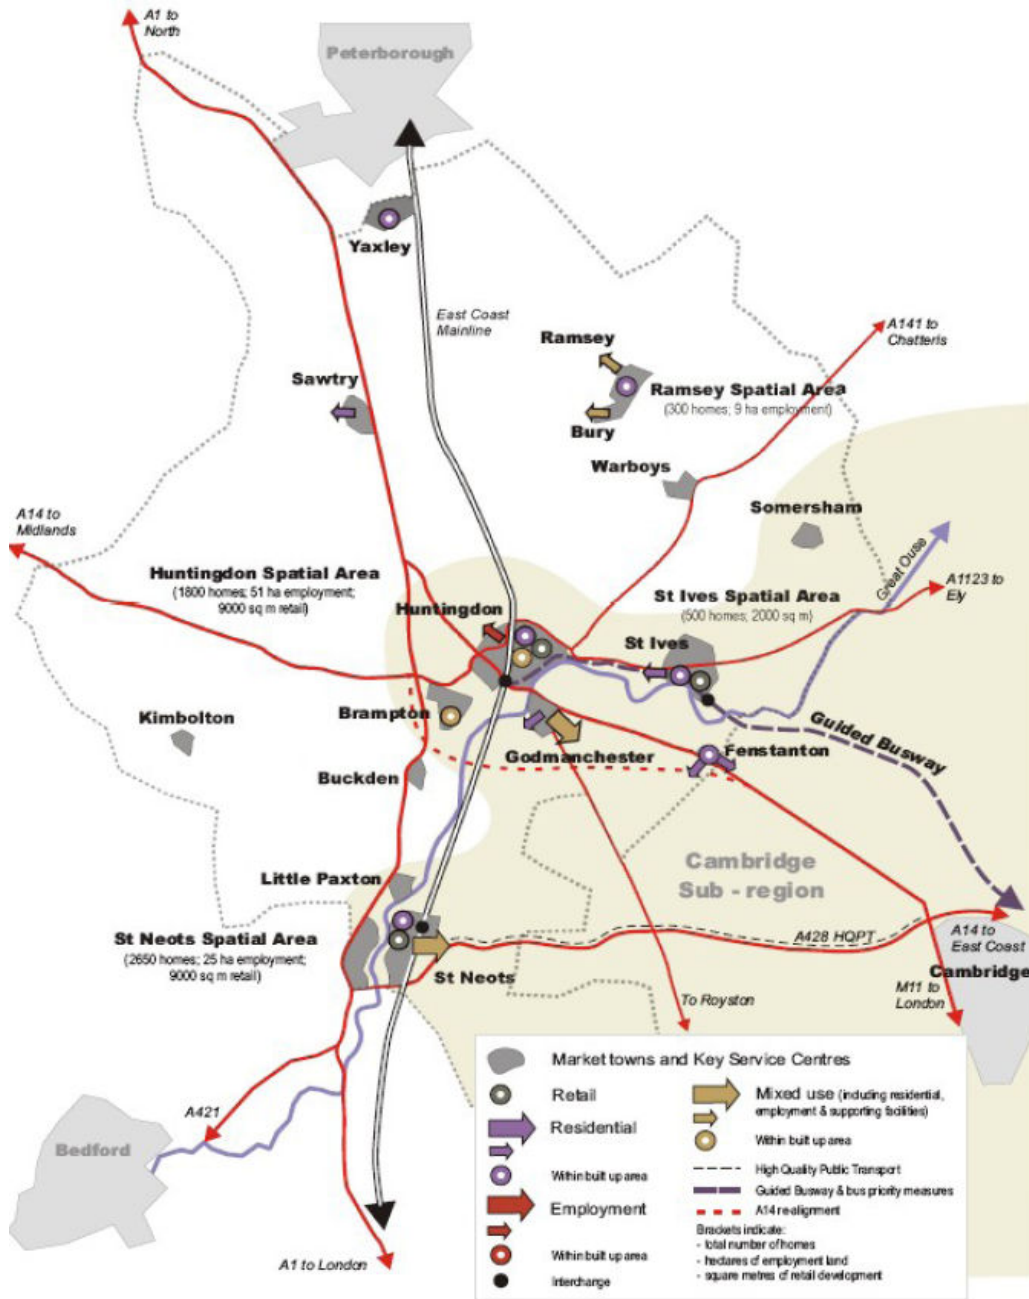 A1 to
North
Peterborough
Yaxley
East Coast
Mainline
Ramsey
A141 to
Chatteris
Sawtry
Ramsey Spatial Area
(300 homes; 9 ha employment)
Bury
Warboys
Somersham
A14 to
Midlands
Great Ouse
Huntingdon Spatial Area
(1800 homes; 51 ha employment;
9000 sq m retail)
A1123 to
Ely
St Ives Spatial Area
(500 homes; 2000 sq m)
Huntingdon
St Ives
Kimbolton
Brampton
Guided Busway
Godmanchester
Fenstanton
Buckden
Cambridge
Sub - region
Little Paxton
St Neots Spatial Area
(2650 homes; 25 ha employment;
9000 sq m retail)
A428 HQPT
A14 to
East Coast
St Neots
Cambridge
M11 to
London
To Royston
A421
Bedford
A1 to London
Market towns and Key Service Centres
Retail
Residential
Within built up area
Employment
Within built up area
Interchange
Mixed use (including residential,
employment & supporting facilities)
Within built up area
High Quality Public Transport
Guided Busway & bus priority measures
A14 re-alignment
Brackets indicate:
- total number of homes
- hectares of employment land
- square metres of retail development